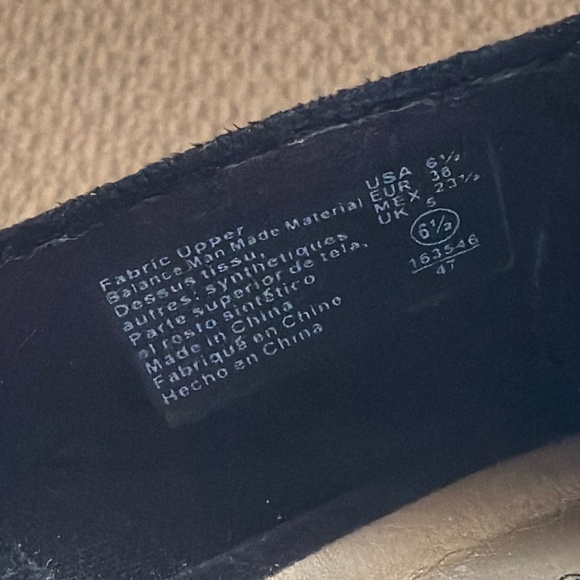 Fabric Upper
Balance Man Made Material
Dessus tissu,
autres: synthetiques
Parte superior de tela,
el resto sintético
Made in China
Fabriqué en Chine
Hecho en China
USA 6½
EUR 36
MEX 23½
UK 5
6½
163546
47